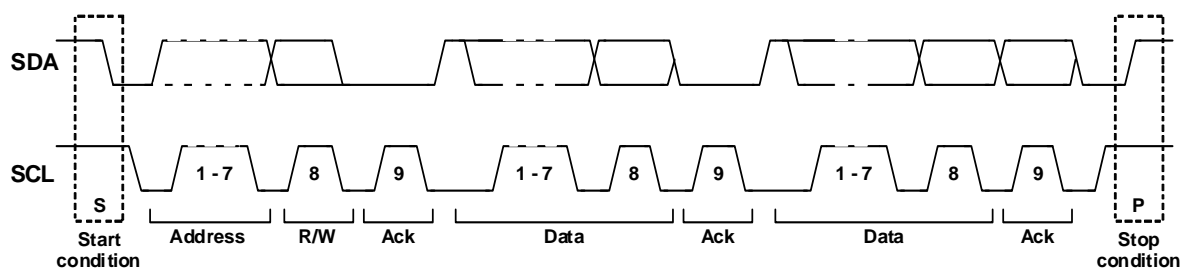 SDA
SCL
1 - 7
8
9
1 - 7
8
9
1 - 7
8
9
S
P
Address
R/W
Ack
Data
Ack
Data
Ack
Start
condition
Stop
condition